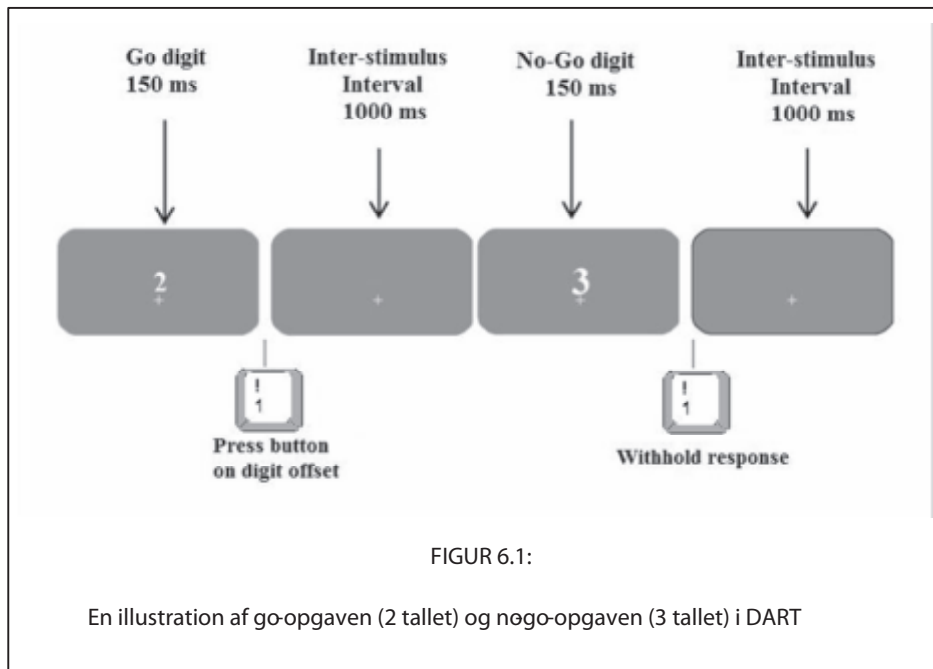 Go digit
150 ms
Inter-stimulus
Interval
1000 ms
No-Go digit
150 ms
Inter-stimulus
Interval
1000 ms
2
+
+
3
+
+
!
1
!
1
Press button
on digit offset
Withhold response
FIGUR 6.1:
En illustration af go-opgaven (2 tallet) og nogo-opgaven (3 tallet) i DART